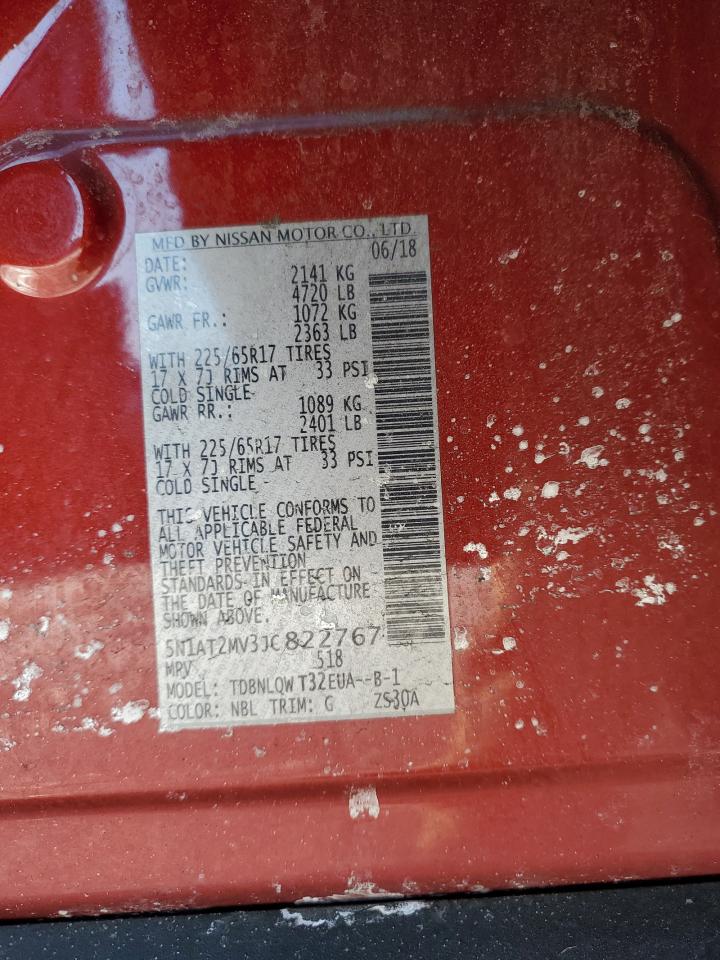 MFD BY NISSAN MOTOR CO., LTD.
DATE: 06/18
GVWR: 2141 KG
4720 LB
GAWR FR.: 1072 KG
2363 LB
WITH 225/65R17 TIRES
17 X 7J RIMS AT 33 PSI
COLD SINGLE
GAWR RR.: 1089 KG
2401 LB
WITH 225/65R17 TIRES
17 X 7J RIMS AT 33 PSI
COLD SINGLE
THIS VEHICLE CONFORMS TO
ALL APPLICABLE FEDERAL
MOTOR VEHICLE SAFETY AND
THEFT PREVENTION
STANDARDS IN EFFECT ON
THE DATE OF MANUFACTURE
SHOWN ABOVE.
5N1AT2MV3JC822767
MPV 518
MODEL: TDBNLQW T32EUA--B-1
COLOR: NBL TRIM: G ZS30A